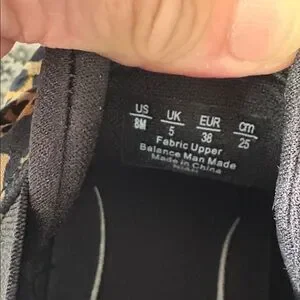 US UK EUR cm
8M 5 38 25
Fabric Upper
Balance Man Made
Made in China